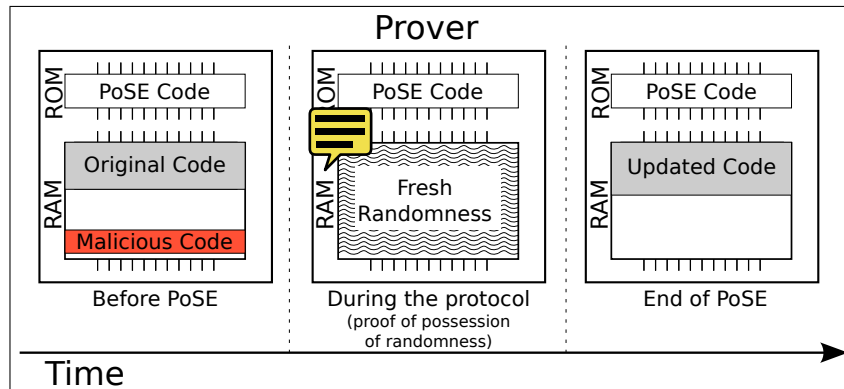 Prover
ROM
PoSE Code
RAM
Original Code
Malicious Code
Before PoSE
ROM
PoSE Code
RAM
Fresh
Randomness
During the protocol
(proof of possession
of randomness)
ROM
PoSE Code
RAM
Updated Code
End of PoSE
Time